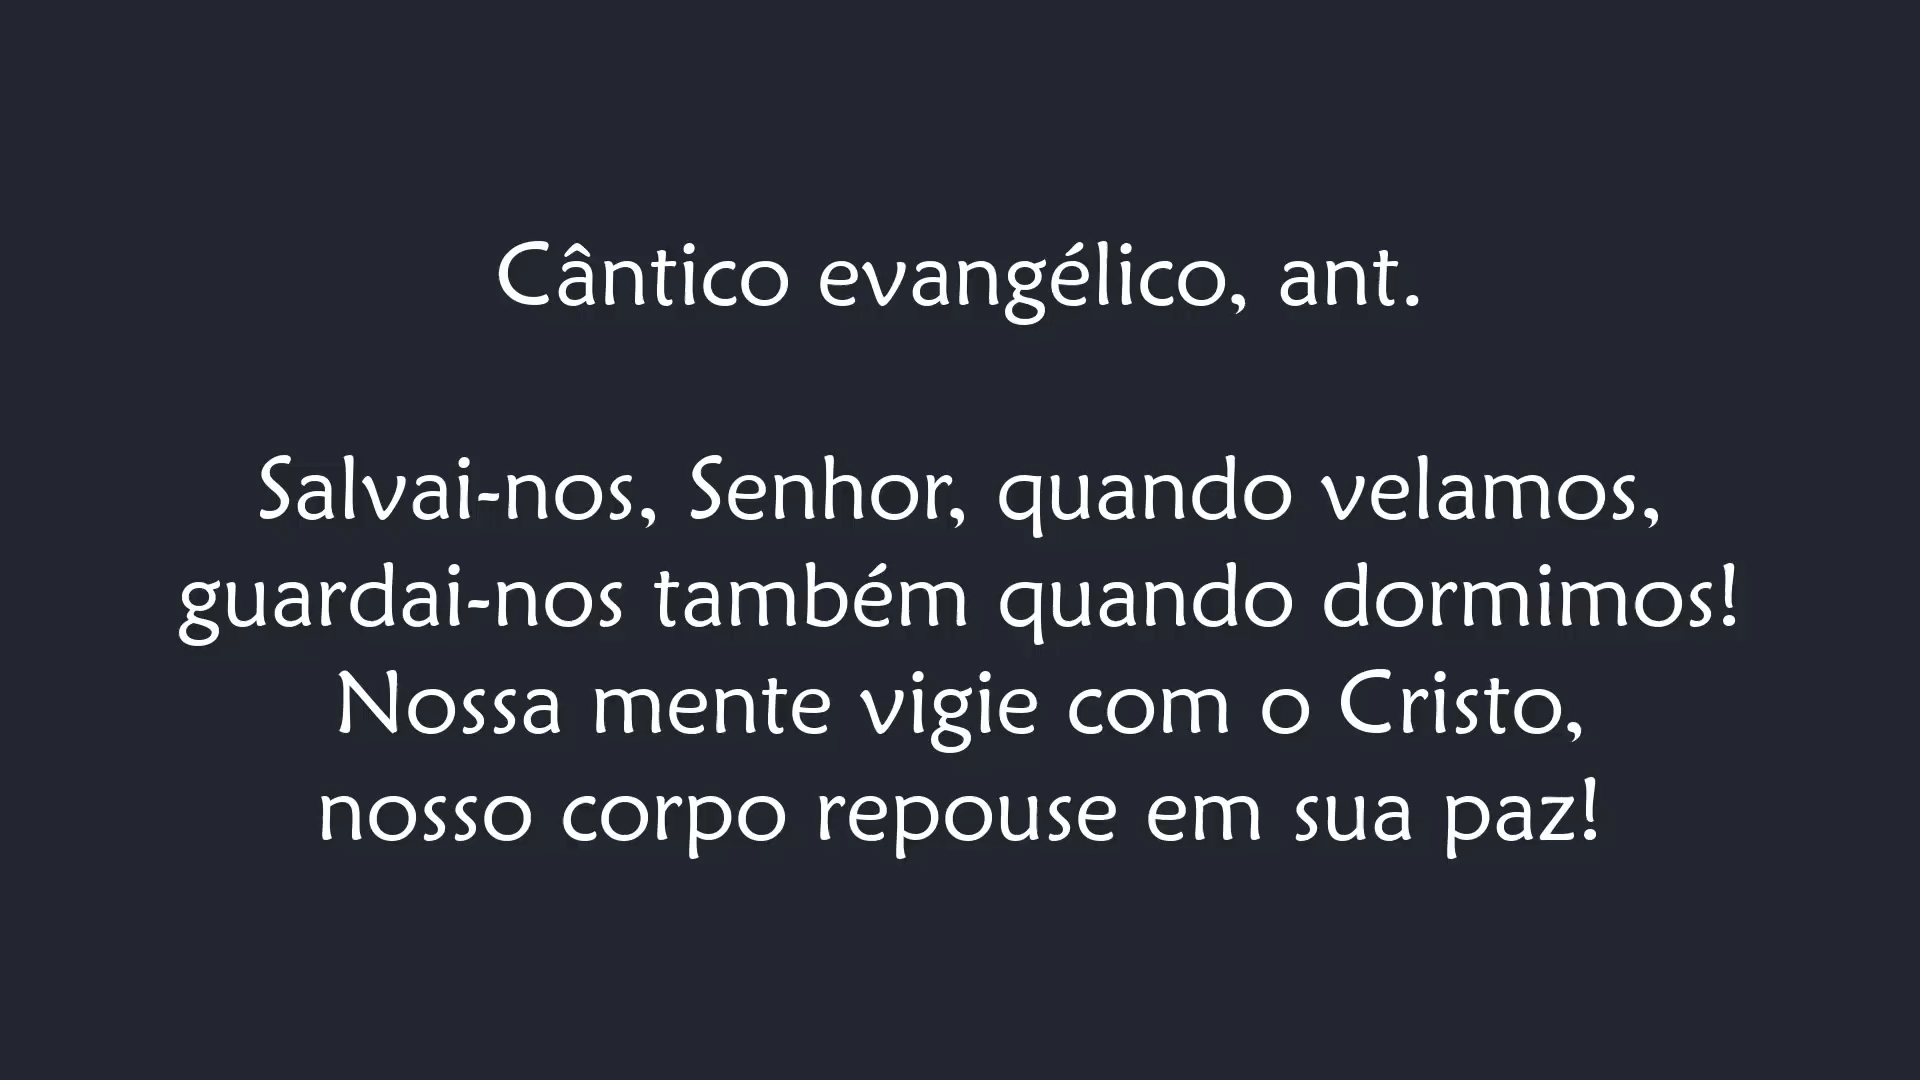 Cântico evangélico, ant.
Salvai-nos, Senhor, quando velamos,
guardai-nos também quando dormimos!
Nossa mente vigie com o Cristo,
nosso corpo repouse em sua paz!